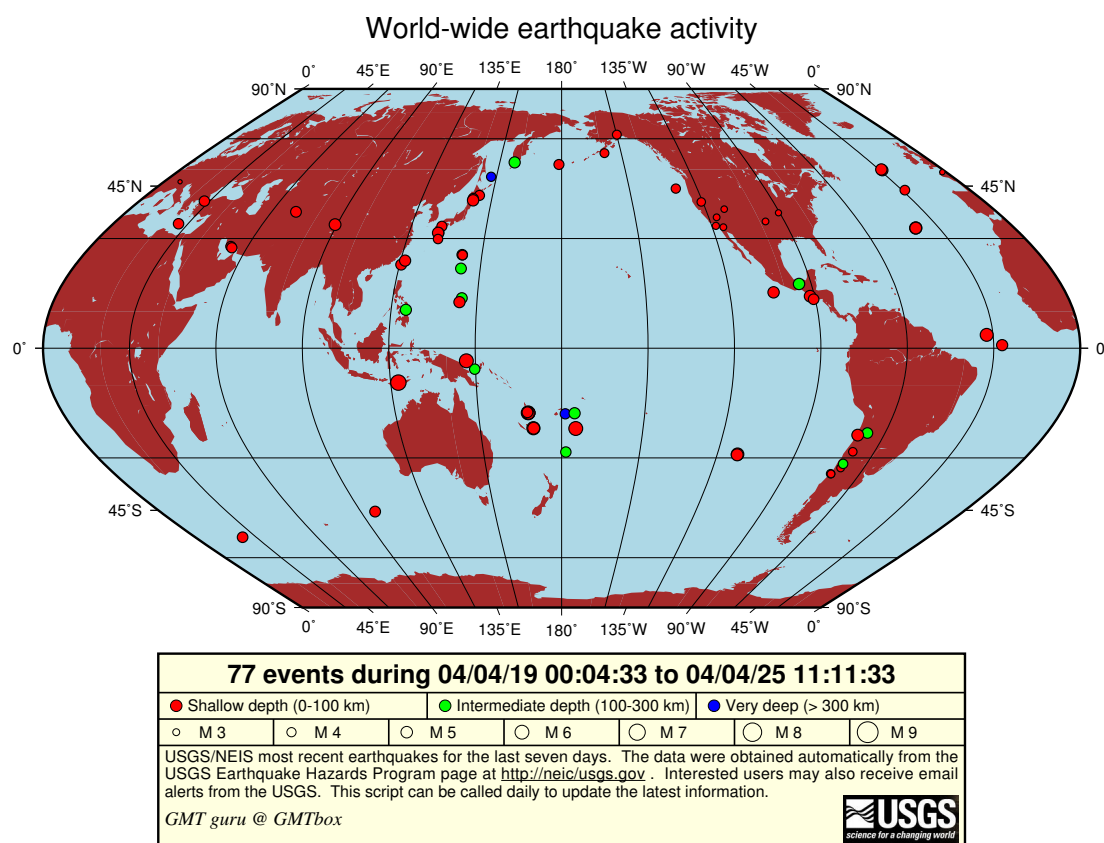 World-wide earthquake activity
0˚ 45˚E 90˚E 135˚E 180˚ 135˚W 90˚W 45˚W 0˚
90˚N 90˚N
45˚N 45˚N
0˚ 0
45˚S 45˚S
90˚S 90˚S
0˚ 45˚E 90˚E 135˚E 180˚ 135˚W 90˚W 45˚W 0˚
77 events during 04/04/19 00:04:33 to 04/04/25 11:11:33
Shallow depth (0-100 km) Intermediate depth (100-300 km) Very deep (> 300 km)
M 3 M 4 M 5 M 6 M 7 M 8 M 9
USGS/NEIS most recent earthquakes for the last seven days. The data were obtained automatically from the
USGS Earthquake Hazards Program page at http://neic/usgs.gov . Interested users may also receive email
alerts from the USGS. This script can be called daily to update the latest information.
GMT guru @ GMTbox
USGS
science for a changing world